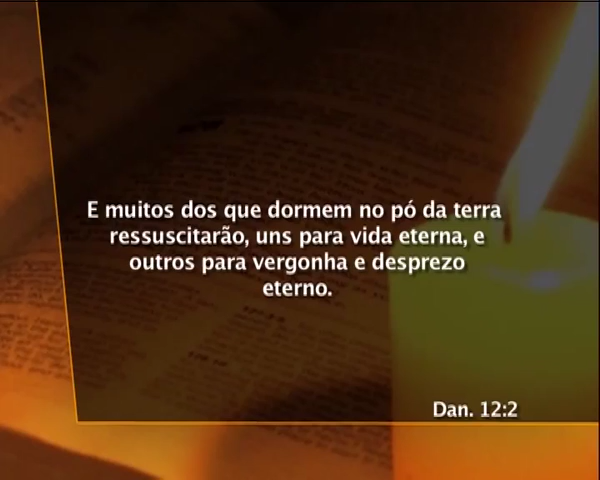 E muitos dos que dormem no pó da terra
ressuscitarão, uns para vida eterna, e
outros para vergonha e desprezo
eterno.
Dan. 12:2